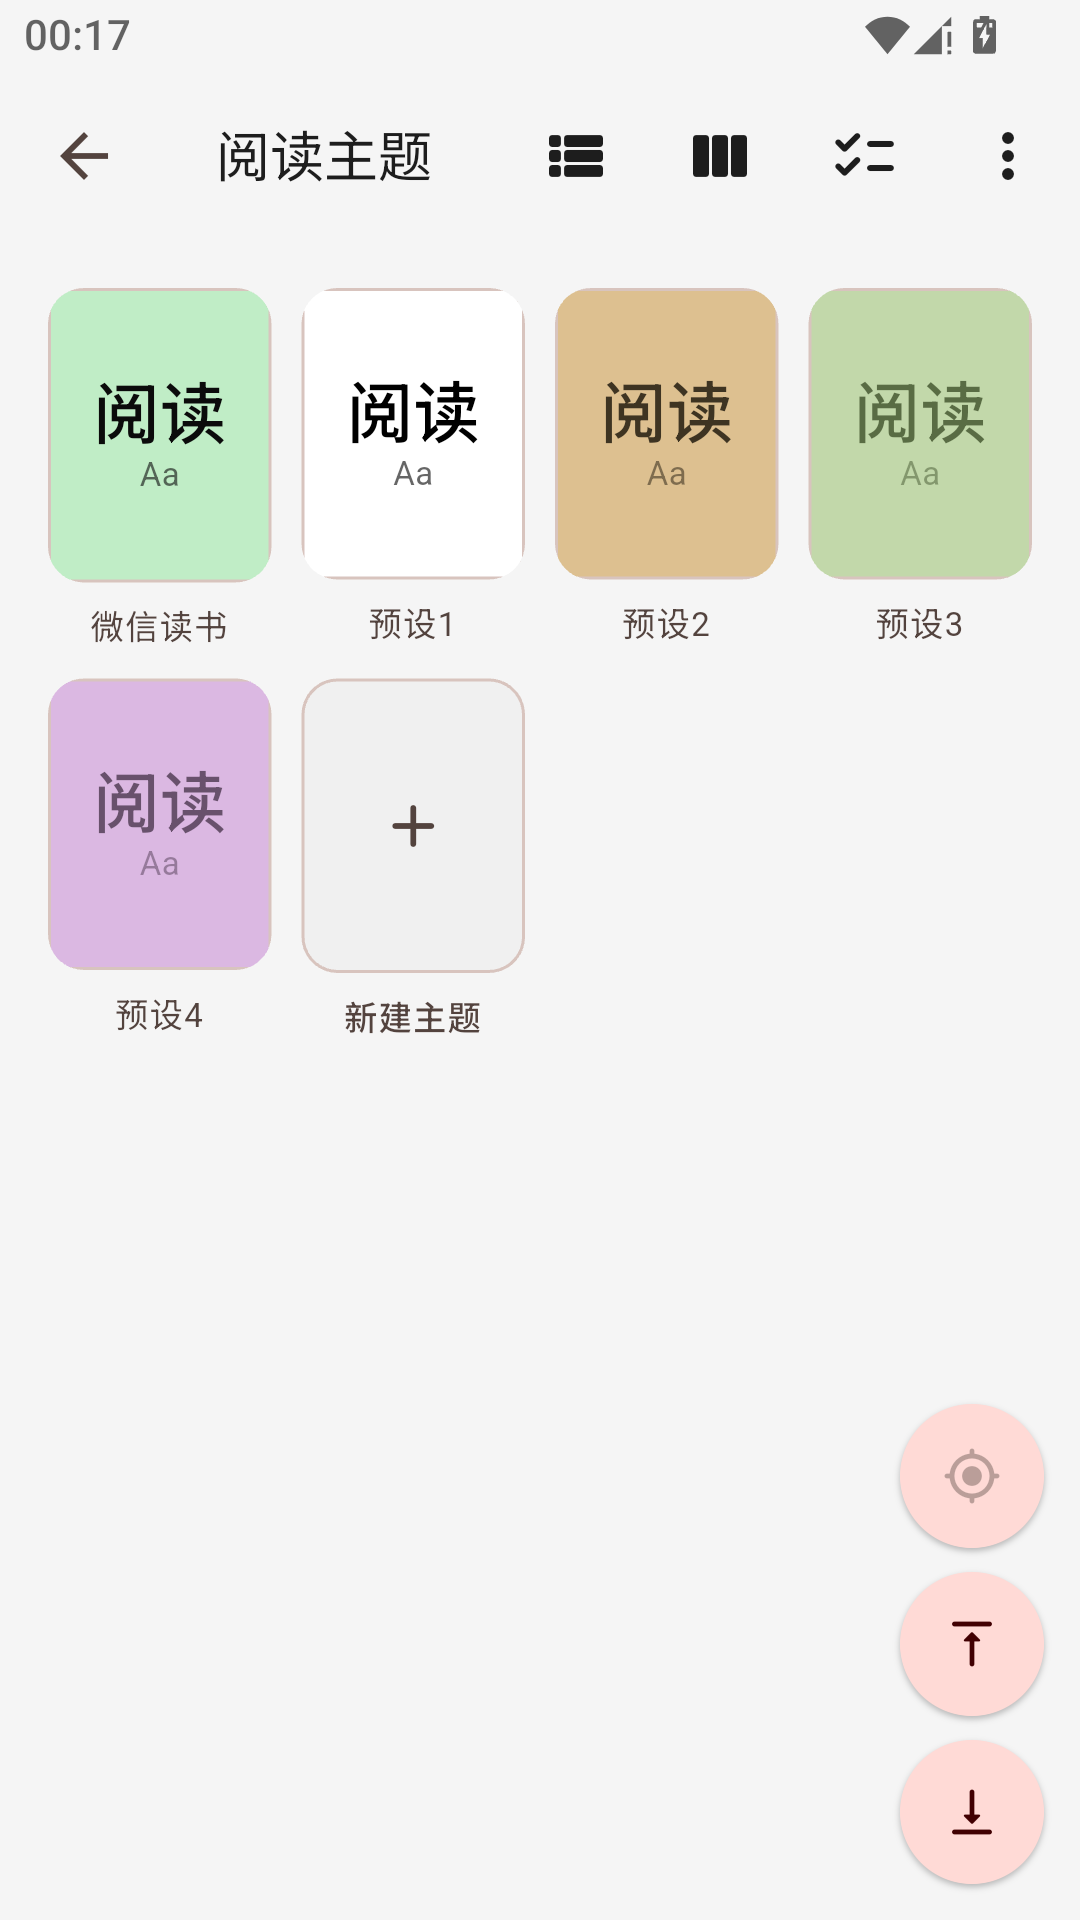 00:17
阅读主题
阅读 阅读 阅读 阅读
Aa Aa Aa Aa
微信读书 预设1 预设2 预设3
阅读
Aa
预设4 新建主题